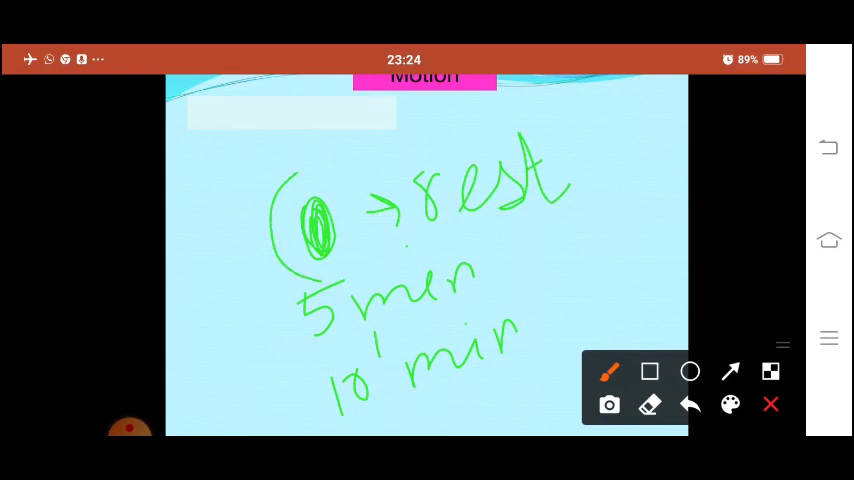 23:24
89%
Motion
→ rest
5 min
10 min